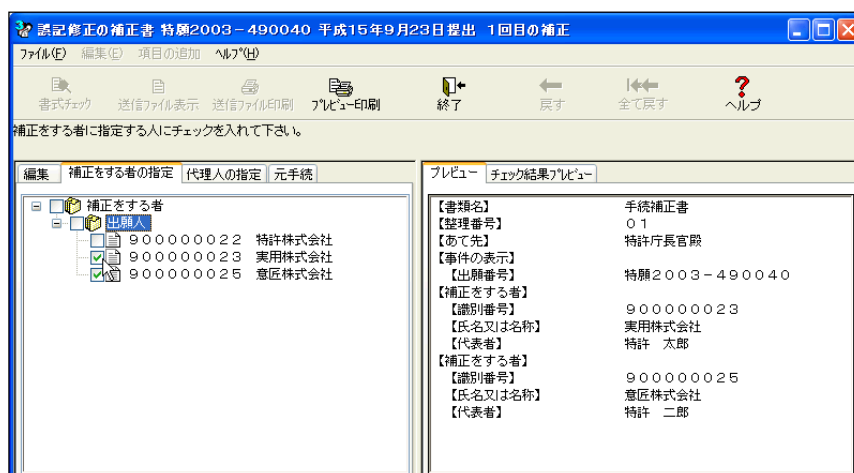 誤記修正の補正書 特願2003－490040 平成15年9月23日提出 1回目の補正
ファイル(F) 編集(E) 項目の追加 ヘルプ(H)
書式チェック 送信ファイル表示 送信ファイル印刷 プレビュー印刷 終了 戻す 全て戻す ヘルプ
補正をする者に指定する人にチェックを入れて下さい。
編集 補正をする者の指定 代理人の指定 元手続
補正をする者
出願人
９００００００２２ 特許株式会社
９００００００２３ 実用株式会社
９００００００２５ 意匠株式会社
プレビュー チェック結果プレビュー
【書類名】 手続補正書
【整理番号】 ０１
【あて先】 特許庁長官殿
【事件の表示】
【出願番号】 特願２００３－４９００４０
【補正をする者】
【識別番号】 ９００００００２３
【氏名又は名称】 実用株式会社
【代表者】 特許　太郎
【補正をする者】
【識別番号】 ９００００００２５
【氏名又は名称】 意匠株式会社
【代表者】 特許　二郎